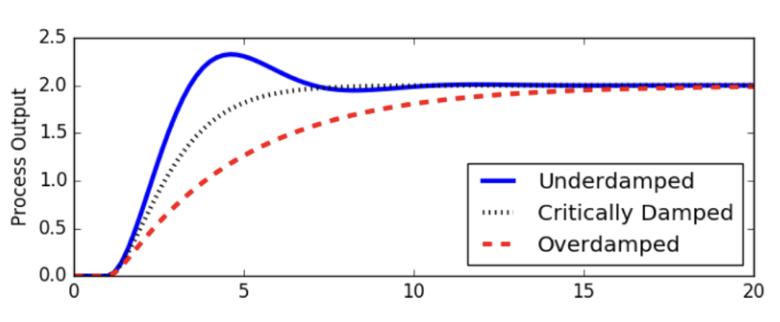 2.5
2.0
1.5
1.0
0.5
0.0
Process Output
Underdamped
Critically Damped
Overdamped
0 5 10 15 20